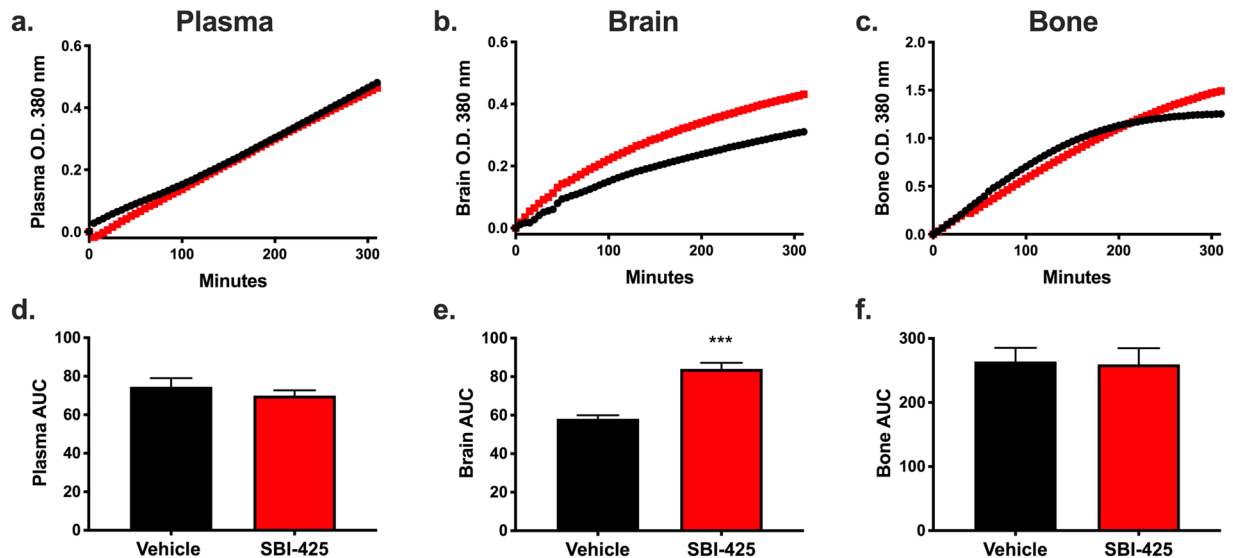 a. Plasma
0.6
0.4
0.2
0.0
Plasma O.D. 380 nm
0 100 200 300
Minutes
b. Brain
0.6
0.4
0.2
0.0
Brain O.D. 380 nm
0 100 200 300
Minutes
c. Bone
2.0
1.5
1.0
0.5
0.0
Bone O.D. 380 nm
0 100 200 300
Minutes
d.
100
80
60
40
20
0
Plasma AUC
Vehicle SBI-425
e.
100
80
60
40
20
0
Brain AUC
***
Vehicle SBI-425
f.
300
200
100
0
Bone AUC
Vehicle SBI-425